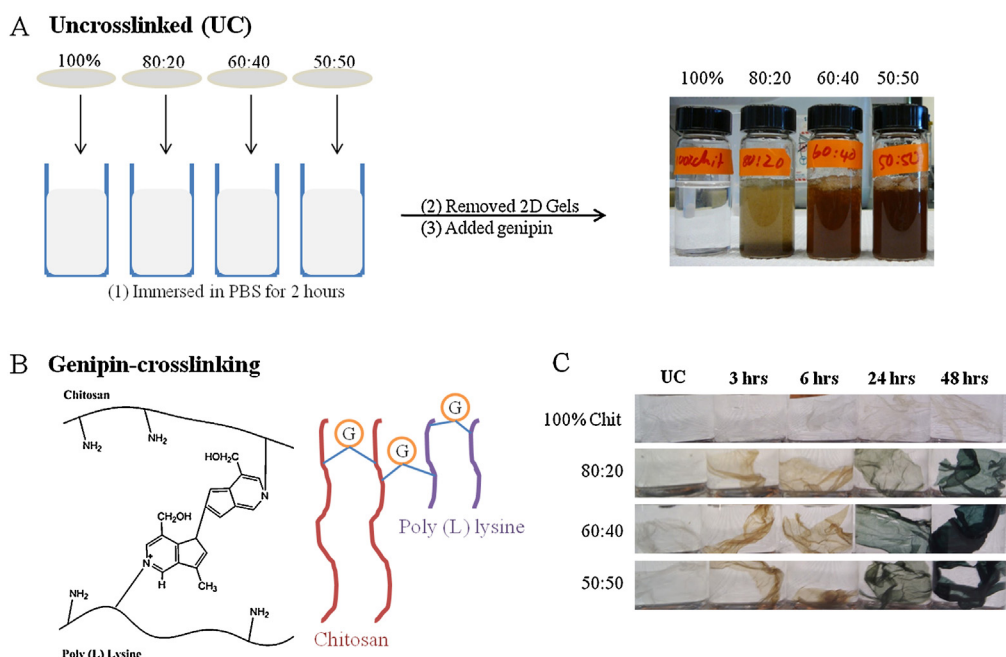 A Uncrosslinked (UC)
100% 80:20 60:40 50:50
(1) Immersed in PBS for 2 hours
(2) Removed 2D Gels
(3) Added genipin
100% 80:20 60:40 50:50
80:20 60:40 50:50
B Genipin-crosslinking
Chitosan
NH2 NH2
HOH2C
N
CH2OH
N+
H
CH3
NH2 NH2
Poly (L) Lysine
G G G
Poly (L) lysine
Chitosan
C
UC 3 hrs 6 hrs 24 hrs 48 hrs
100% Chit
80:20
60:40
50:50